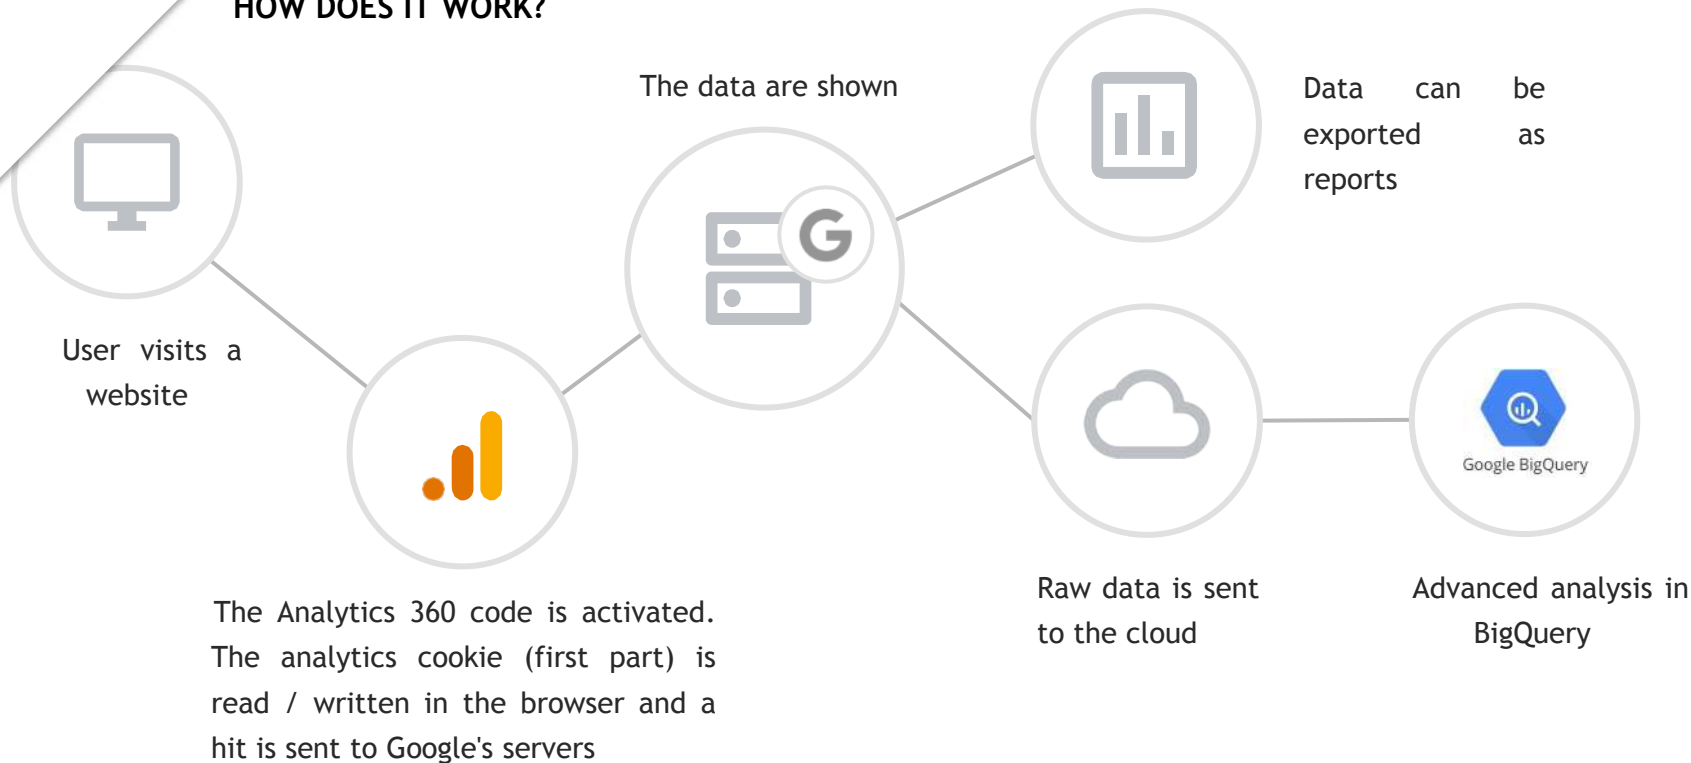 HOW DOES IT WORK?
The data are shown
Data can be
exported as
reports
G
User visits a
website
Google BigQuery
The Analytics 360 code is activated.
The analytics cookie (first part) is
read / written in the browser and a
hit is sent to Google's servers
Raw data is sent
to the cloud
Advanced analysis in
BigQuery